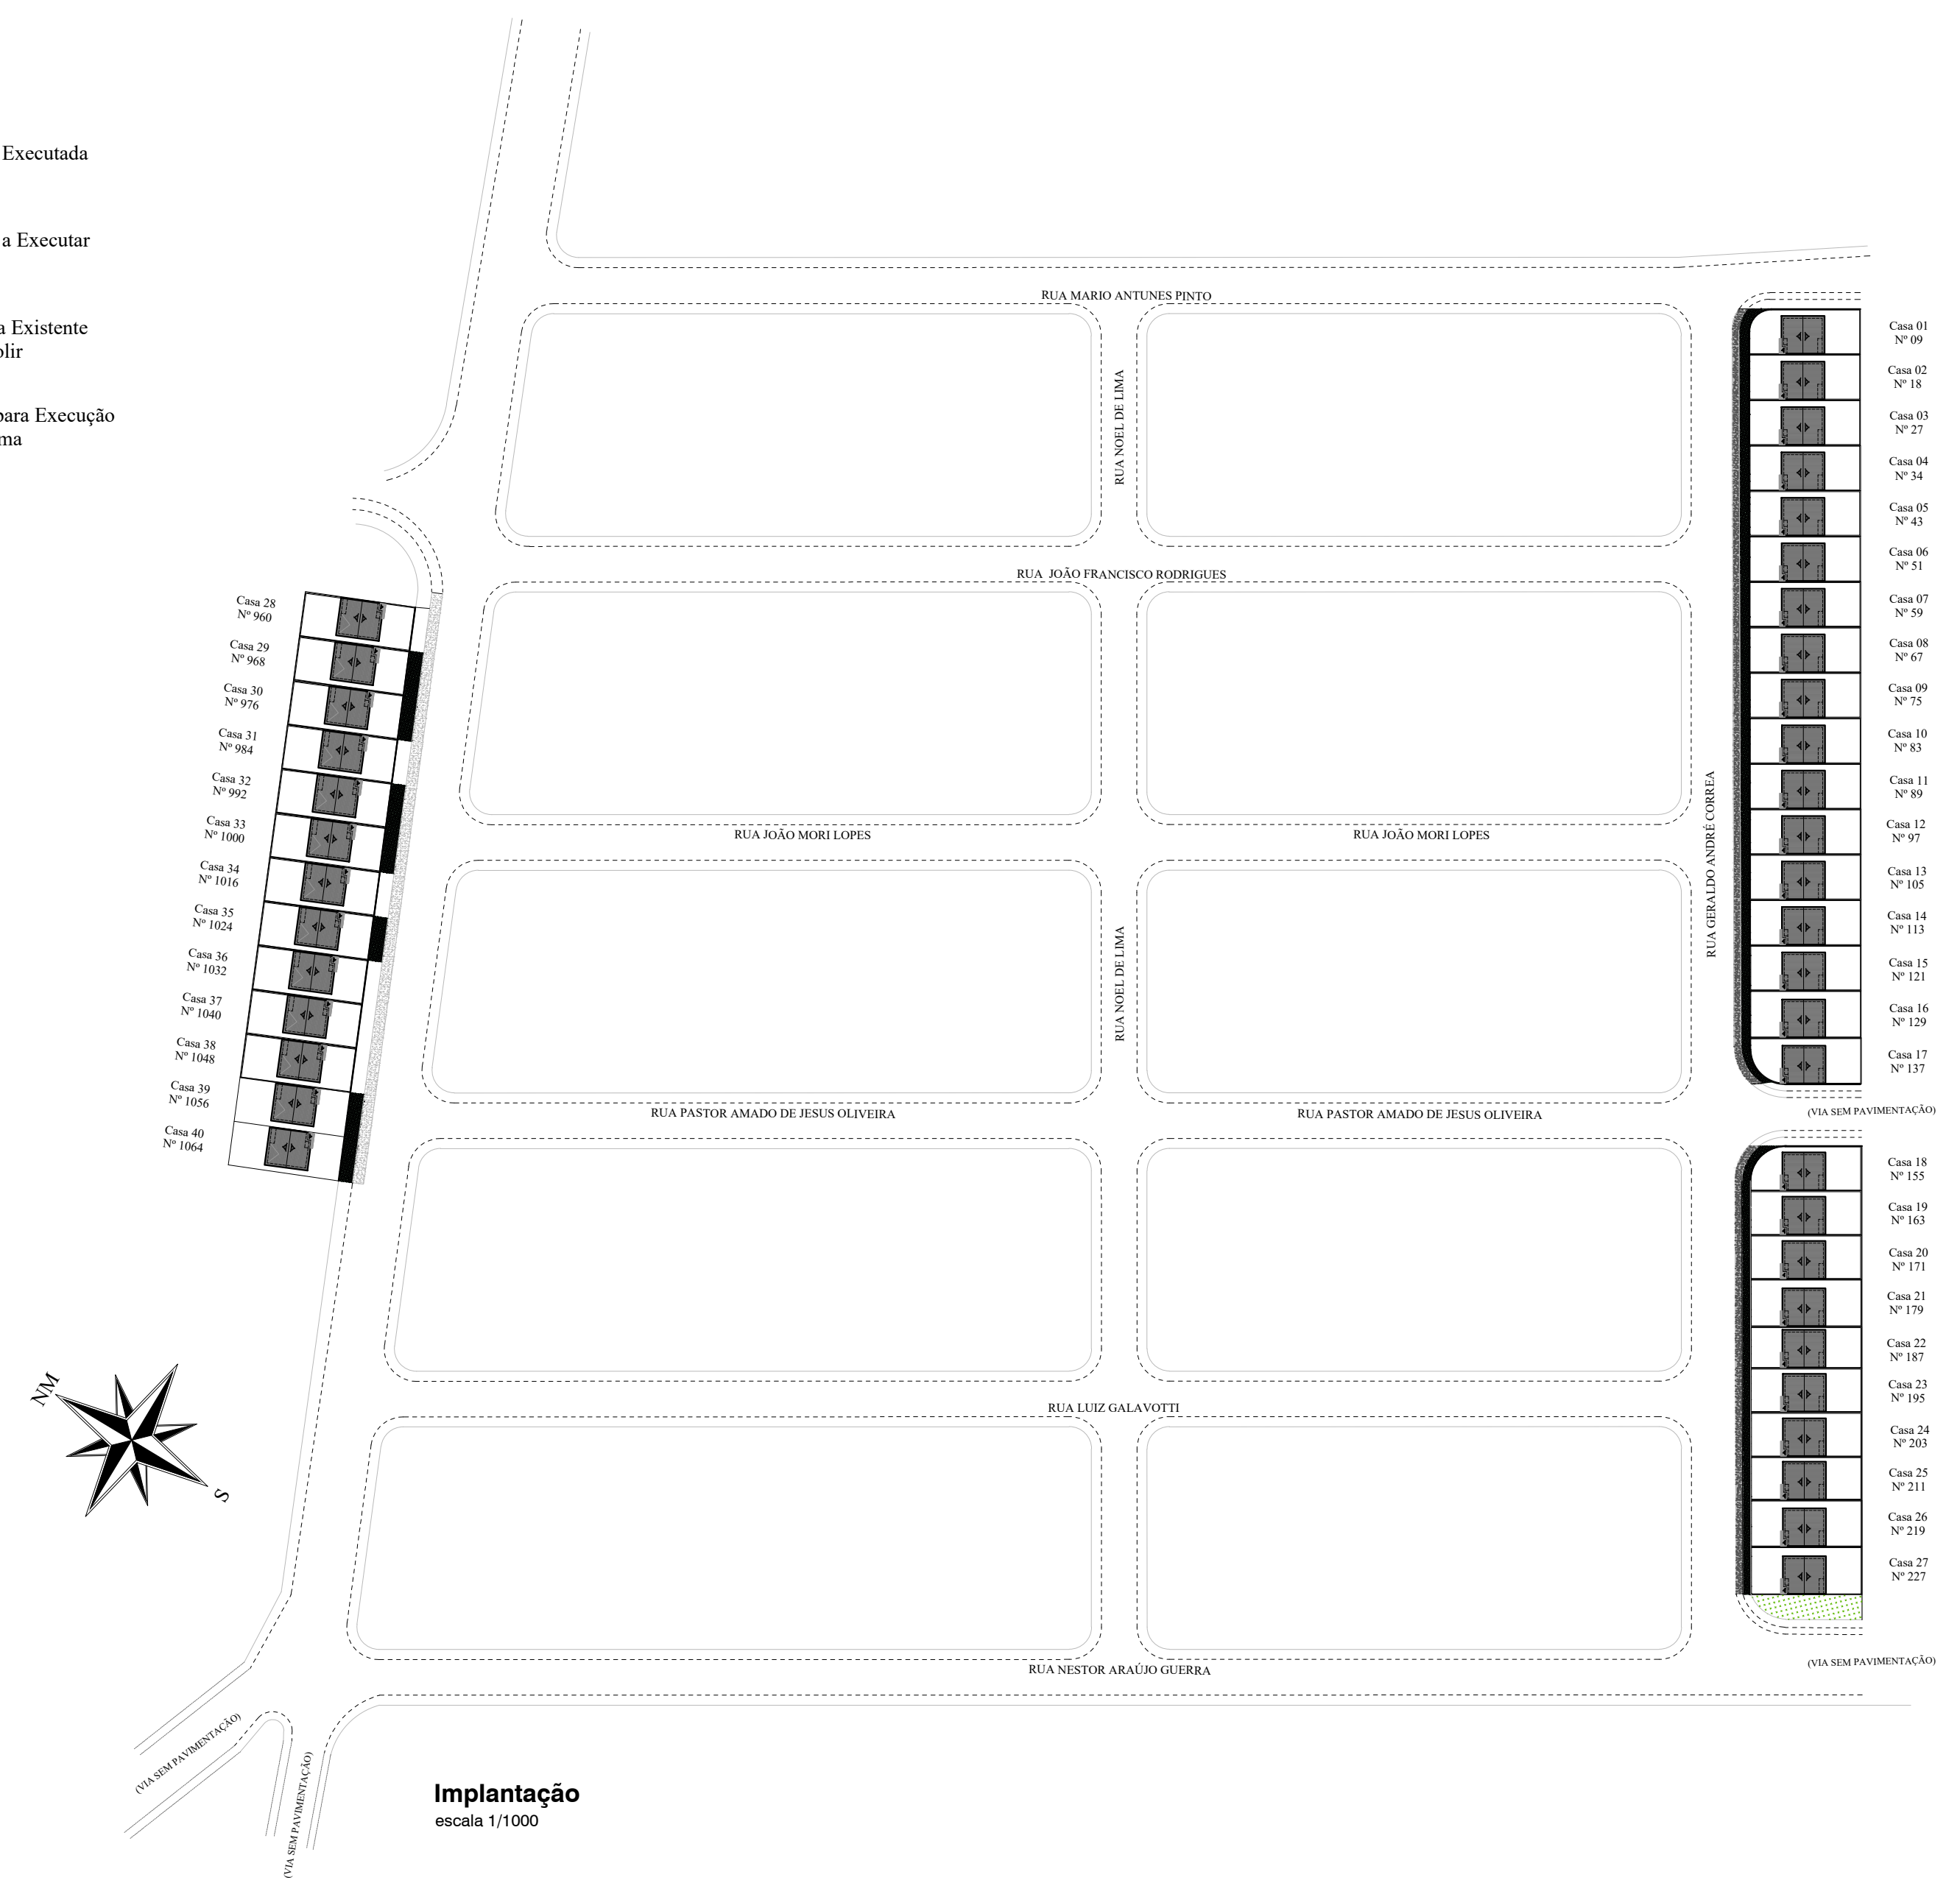 Executada
a Executar
a Existente
olir
para Execução
ma
RUA MARIO ANTUNES PINTO
RUA NOEL DE LIMA
RUA JOÃO FRANCISCO RODRIGUES
RUA JOÃO MORI LOPES
RUA JOÃO MORI LOPES
RUA GERALDO ANDRÉ CORREA
RUA NOEL DE LIMA
RUA PASTOR AMADO DE JESUS OLIVEIRA
RUA PASTOR AMADO DE JESUS OLIVEIRA
RUA LUIZ GALAVOTTI
RUA NESTOR ARAÚJO GUERRA
Casa 01
Nº 09
Casa 02
Nº 18
Casa 03
Nº 27
Casa 04
Nº 34
Casa 05
Nº 43
Casa 06
Nº 51
Casa 07
Nº 59
Casa 08
Nº 67
Casa 09
Nº 75
Casa 10
Nº 83
Casa 11
Nº 89
Casa 12
Nº 97
Casa 13
Nº 105
Casa 14
Nº 113
Casa 15
Nº 121
Casa 16
Nº 129
Casa 17
Nº 137
(VIA SEM PAVIMENTAÇÃO)
Casa 18
Nº 155
Casa 19
Nº 163
Casa 20
Nº 171
Casa 21
Nº 179
Casa 22
Nº 187
Casa 23
Nº 195
Casa 24
Nº 203
Casa 25
Nº 211
Casa 26
Nº 219
Casa 27
Nº 227
(VIA SEM PAVIMENTAÇÃO)
Casa 28
Nº 960
Casa 29
Nº 968
Casa 30
Nº 976
Casa 31
Nº 984
Casa 32
Nº 992
Casa 33
Nº 1000
Casa 34
Nº 1016
Casa 35
Nº 1024
Casa 36
Nº 1032
Casa 37
Nº 1040
Casa 38
Nº 1048
Casa 39
Nº 1056
Casa 40
Nº 1064
NM
S
(VIA SEM PAVIMENTAÇÃO)
(VIA SEM PAVIMENTAÇÃO)
Implantação
escala 1/1000